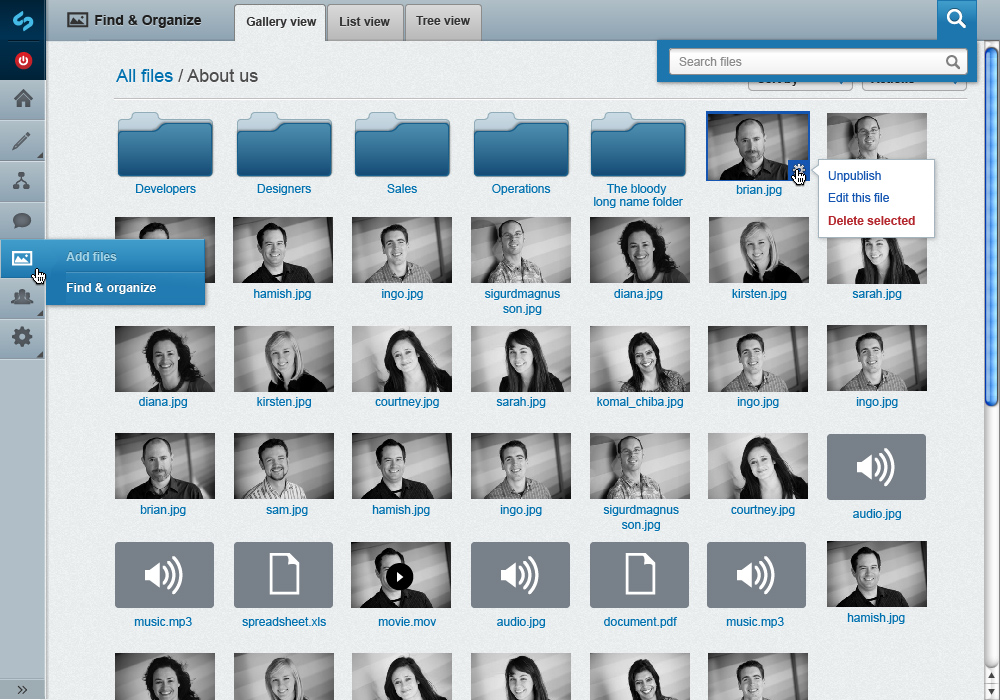 Find & Organize
Gallery view
List view
Tree view
Search files
All files / About us
Developers
Designers
Sales
Operations
The bloody
long name folder
brian.jpg
Unpublish
Edit this file
Delete selected
Add files
Find & organize
hamish.jpg
ingo.jpg
sigurdmagnus
son.jpg
diana.jpg
kirsten.jpg
sarah.jpg
diana.jpg
kirsten.jpg
courtney.jpg
sarah.jpg
komal_chiba.jpg
ingo.jpg
ingo.jpg
brian.jpg
sam.jpg
hamish.jpg
ingo.jpg
sigurdmagnus
son.jpg
courtney.jpg
audio.jpg
music.mp3
spreadsheet.xls
movie.mov
audio.jpg
document.pdf
music.mp3
hamish.jpg